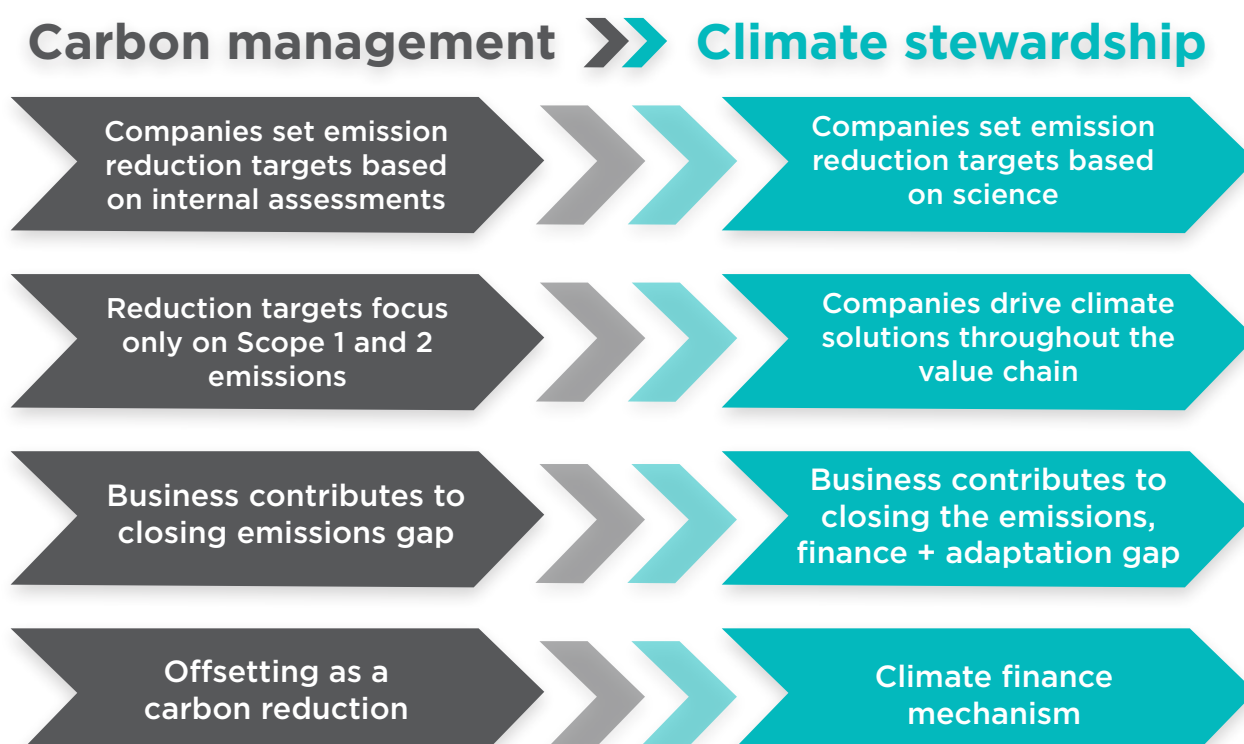 Carbon management Climate stewardship
Companies set emission
reduction targets based
on internal assessments
Companies set emission
reduction targets based
on science
Reduction targets focus
only on Scope 1 and 2
emissions
Companies drive climate
solutions throughout the
value chain
Business contributes to
closing emissions gap
Business contributes to
closing the emissions,
finance + adaptation gap
Offsetting as a
carbon reduction
Climate finance
mechanism